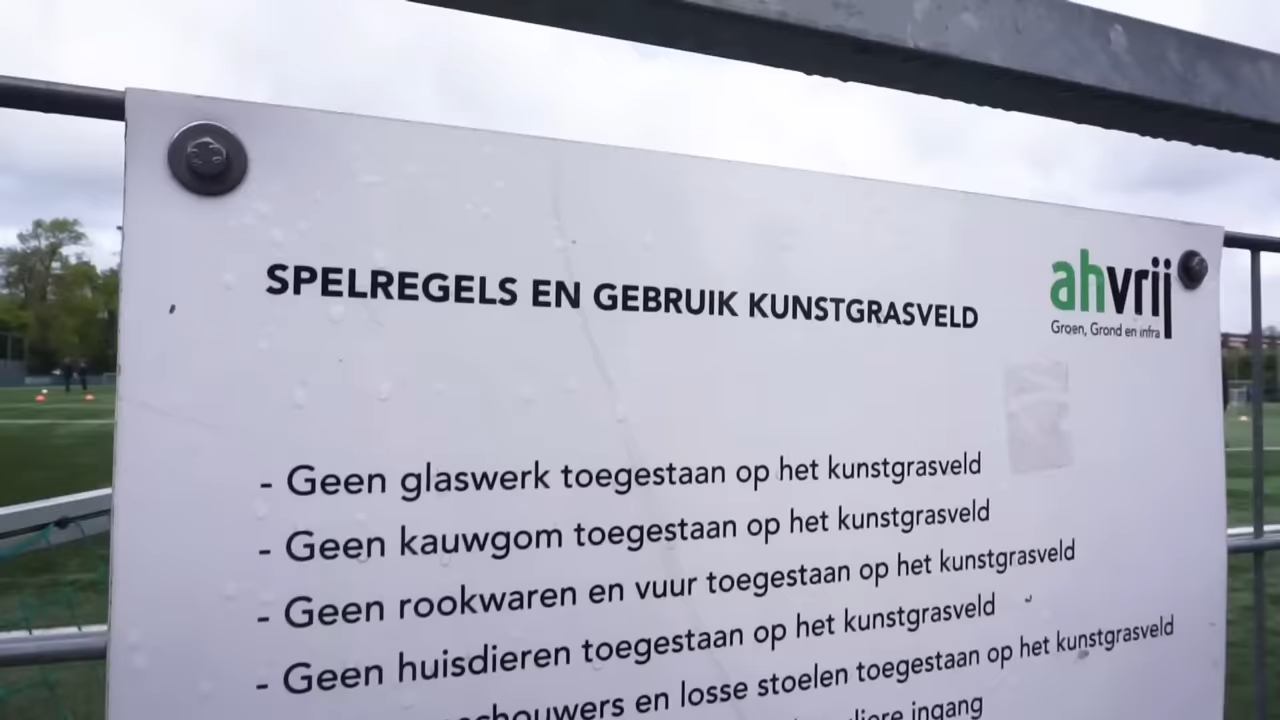 SPELREGELS EN GEBRUIK KUNSTGRASVELD
ahvrij
Groen, Grond en infra
- Geen glaswerk toegestaan op het kunstgrasveld
- Geen kauwgom toegestaan op het kunstgrasveld
- Geen rookwaren en vuur toegestaan op het kunstgrasveld
- Geen huisdieren toegestaan op het kunstgrasveld
en losse stoelen toegestaan op het kunstgrasveld
ingang